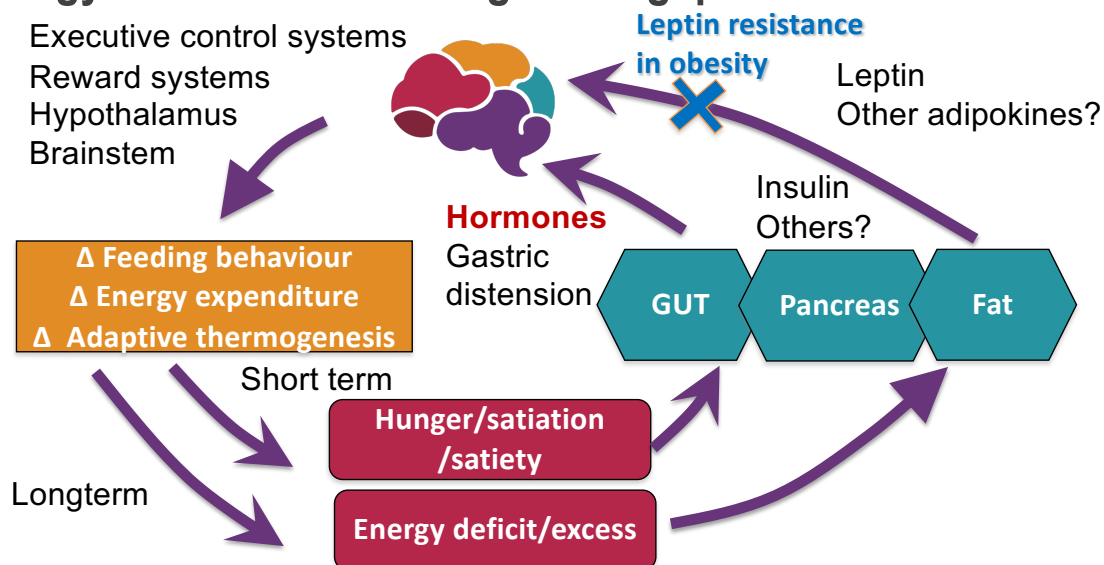 Executive control systems
Reward systems
Hypothalamus
Brainstem
Leptin resistance
in obesity
Leptin
Other adipokines?
Insulin
Others?
Hormones
Gastric
distension
GUT
Pancreas
Fat
Δ Feeding behaviour
Δ Energy expenditure
Δ Adaptive thermogenesis
Short term
Hunger/satiation
/satiety
Longterm
Energy deficit/excess